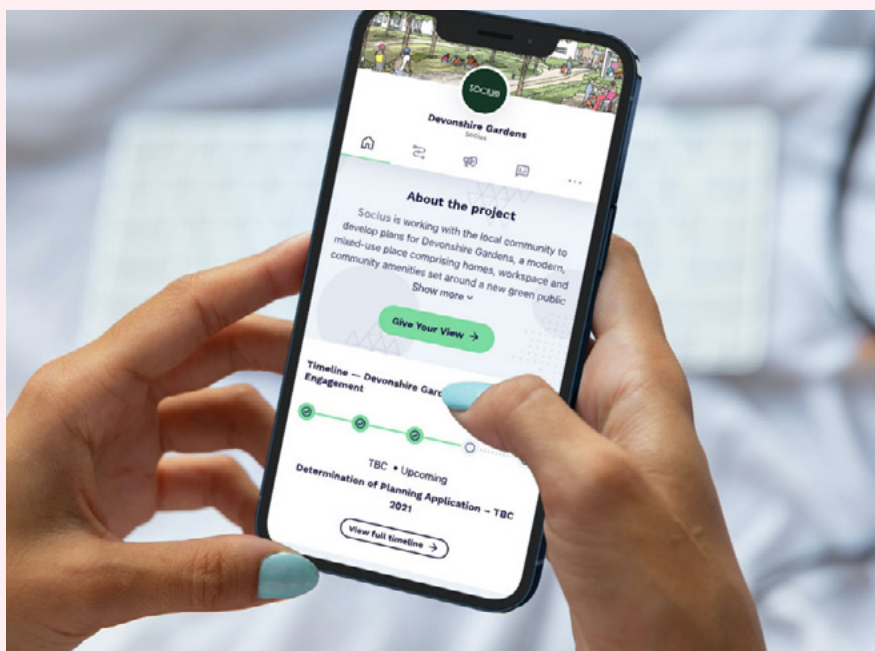 SOCIUS
Devonshire Gardens
Socius
About the project
Socius is working with the local community to
develop plans for Devonshire Gardens, a modern,
mixed-use place comprising homes, workspace and
community amenities set around a new green public
Show more
Give Your View →
Timeline — Devonshire Gard
Engagement
TBC • Upcoming
Determination of Planning Application – TBC
2021
View full timeline →